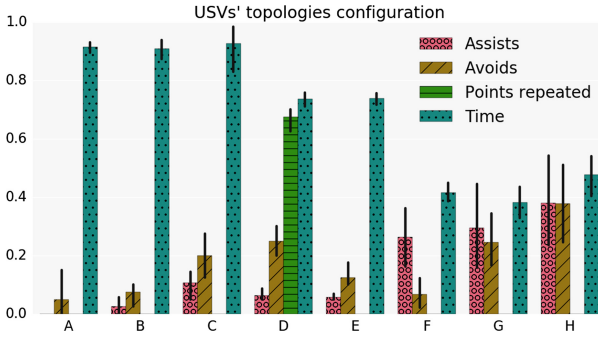 USVs' topologies configuration
1.0
0.8
0.6
0.4
0.2
0.0
Assists
Avoids
Points repeated
Time
A B C D E F G H